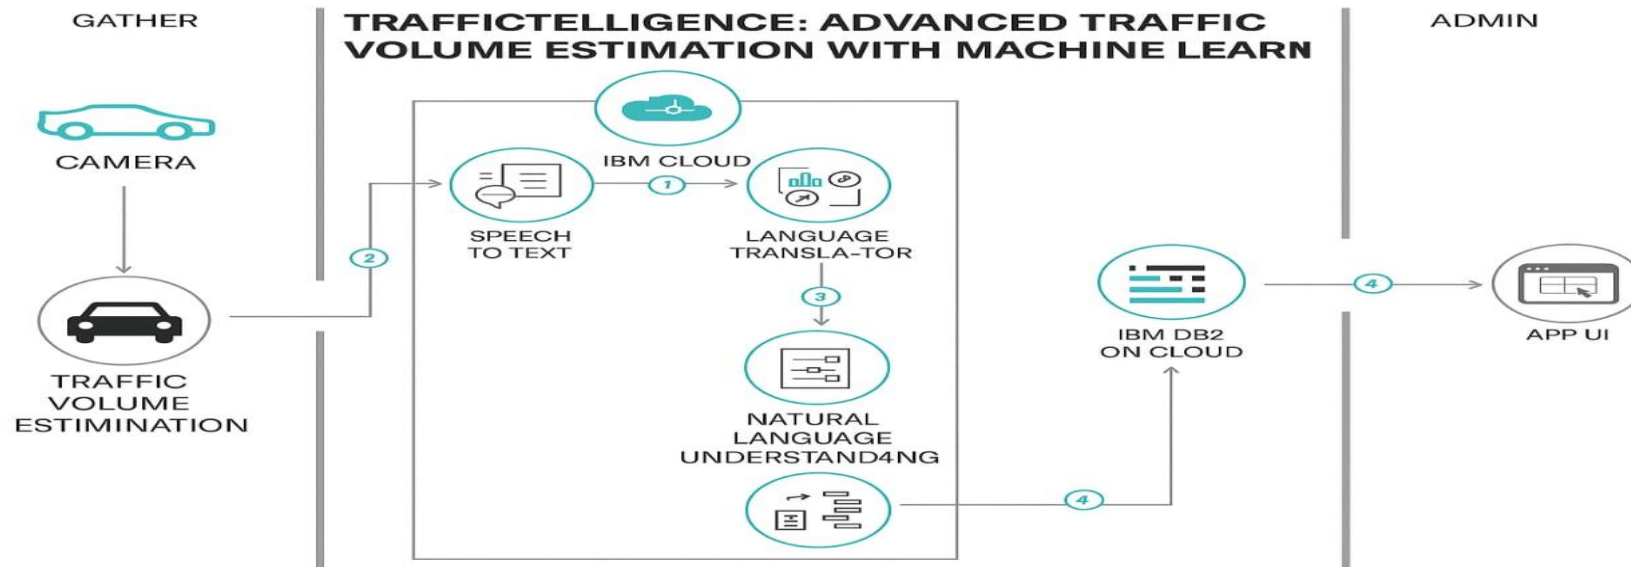 GATHER
TRAFFICTELLIGENCE: ADVANCED TRAFFIC
VOLUME ESTIMATION WITH MACHINE LEARN
ADMIN
CAMERA
IBM CLOUD
1
SPEECH
TO TEXT
LANGUAGE
TRANSLA-TOR
2
3
4
IBM DB2
ON CLOUD
APP UI
TRAFFIC
VOLUME
ESTIMINATION
NATURAL
LANGUAGE
UNDERSTAND4NG
4